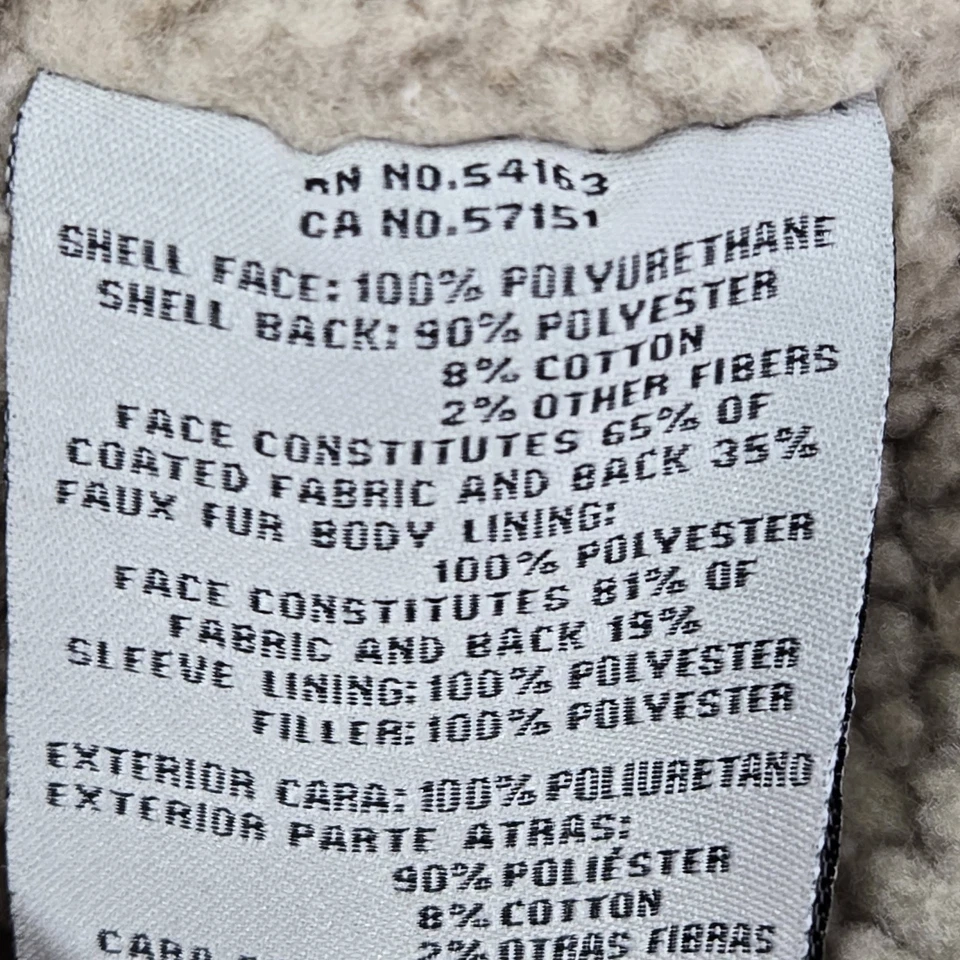 RN NO.54163
CA NO.57151
SHELL FACE:100% POLYURETHANE
SHELL BACK: 90% POLYESTER
8% COTTON
2% OTHER FIBERS
FACE CONSTITUTES 65% OF
COATED FABRIC AND BACK 35%
FAUX FUR BODY LINING:
100% POLYESTER
FACE CONSTITUTES 81% OF
FABRIC AND BACK 19%
SLEEVE LINING:100% POLYESTER
FILLER:100% POLYESTER
EXTERIOR CARA: 100% POLIURETANO
EXTERIOR PARTE ATRAS:
90% POLIÉSTER
8% COTTON
2% OTRAS FIBRAS
CARA